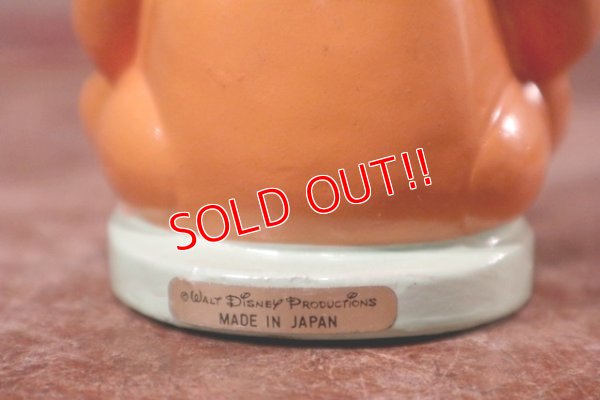 SOLD OUT!!
© WALT DISNEY PRODUCTIONS
MADE IN JAPAN